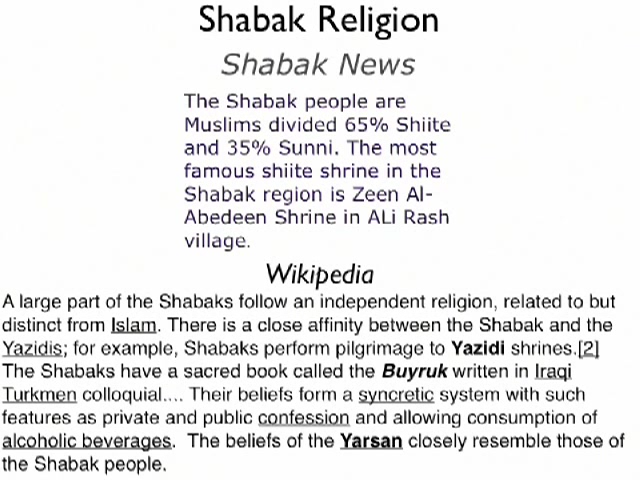 Shabak Religion
Shabak News
The Shabak people are
Muslims divided 65% Shiite
and 35% Sunni. The most
famous shiite shrine in the
Shabak region is Zeen Al-
Abedeen Shrine in ALi Rash
village.
Wikipedia
A large part of the Shabaks follow an independent religion, related to but
distinct from Islam. There is a close affinity between the Shabak and the
Yazidis; for example, Shabaks perform pilgrimage to Yazidi shrines.[2]
The Shabaks have a sacred book called the Buyruk written in Iraqi
Turkmen colloquial.... Their beliefs form a syncretic system with such
features as private and public confession and allowing consumption of
alcoholic beverages. The beliefs of the Yarsan closely resemble those of
the Shabak people.